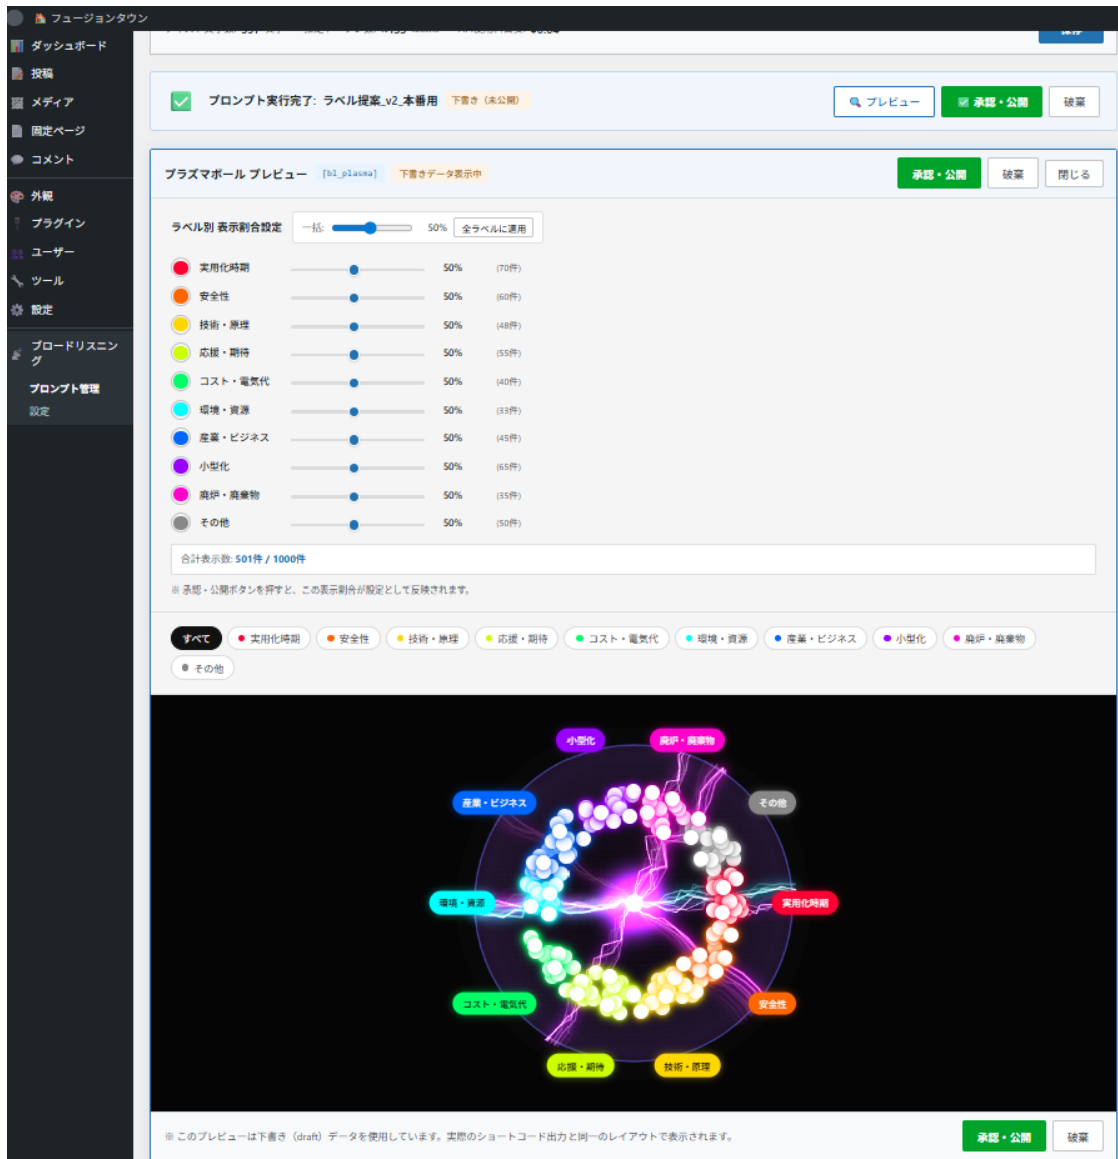 フュージョンタウン
ダッシュボード
投稿
メディア
固定ページ
コメント
外観
プラグイン
ユーザー
ツール
設定
ブロードリスニン
グ
プロンプト管理
設定
プロンプト実行完了: ラベル提案_v2_本番用 下書き（未公開） プレビュー 承認・公開 破棄
プラズマボール プレビュー [bl_plasma] 下書きデータ表示中 承認・公開 破棄 閉じる
ラベル別 表示割合設定 一括: 50% 全ラベルに適用
実用化時期 50% (70件)
安全性 50% (60件)
技術・原理 50% (48件)
応援・期待 50% (55件)
コスト・電気代 50% (40件)
環境・資源 50% (33件)
産業・ビジネス 50% (45件)
小型化 50% (65件)
廃炉・廃棄物 50% (35件)
その他 50% (50件)
合計表示数: 501件 / 1000件
※ 承認・公開ボタンを押すと、この表示割合が設定として反映されます。
すべて 実用化時期 安全性 技術・原理 応援・期待 コスト・電気代 環境・資源 産業・ビジネス 小型化 廃炉・廃棄物
その他
小型化 廃炉・廃棄物
産業・ビジネス その他
環境・資源 実用化時期
コスト・電気代 安全性
応援・期待 技術・原理
※ このプレビューは下書き（draft）データを使用しています。実際のショートコード出力と同一のレイアウトで表示されます。 承認・公開 破棄